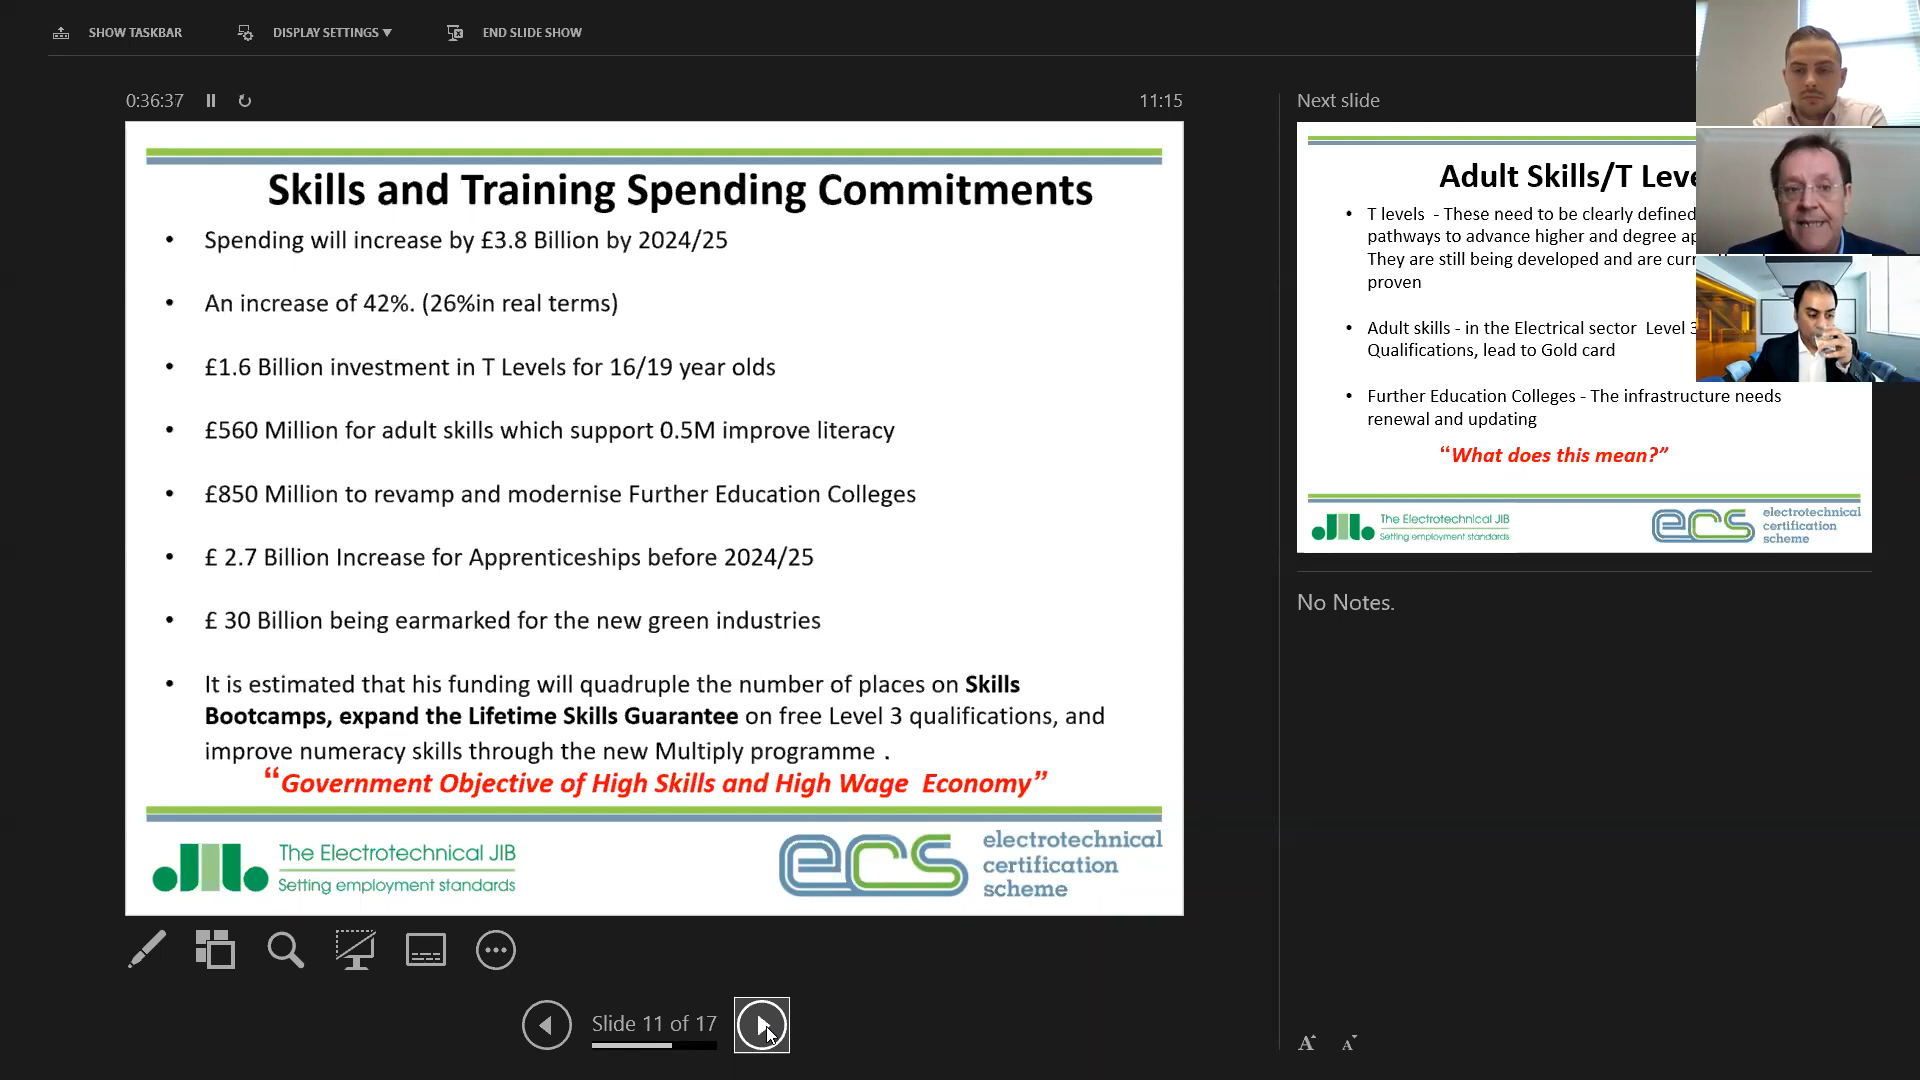 SHOW TASKBAR
DISPLAY SETTINGS ▼
END SLIDE SHOW
0:36:37
11:15
Skills and Training Spending Commitments
• Spending will increase by £3.8 Billion by 2024/25
• An increase of 42%. (26%in real terms)
• £1.6 Billion investment in T Levels for 16/19 year olds
• £560 Million for adult skills which support 0.5M improve literacy
• £850 Million to revamp and modernise Further Education Colleges
• £ 2.7 Billion Increase for Apprenticeships before 2024/25
• £ 30 Billion being earmarked for the new green industries
• It is estimated that his funding will quadruple the number of places on Skills
Bootcamps, expand the Lifetime Skills Guarantee on free Level 3 qualifications, and
improve numeracy skills through the new Multiply programme .
“Government Objective of High Skills and High Wage Economy”
JIb
The Electrotechnical JIB
Setting employment standards
ecs
electrotechnical
certification
scheme
Slide 11 of 17
Next slide
Adult Skills/T
• T levels - These need to be clearly defined
pathways to advance higher and degree
They are still being developed and are
proven
• Adult skills - in the Electrical sector Level 3
Qualifications, lead to Gold card
• Further Education Colleges - The infrastructure needs
renewal and updating
“What does this mean?”
JIb
The Electrotechnical JIB
Setting employment standards
ecs
electrotechnical
certification
scheme
No Notes.
A A